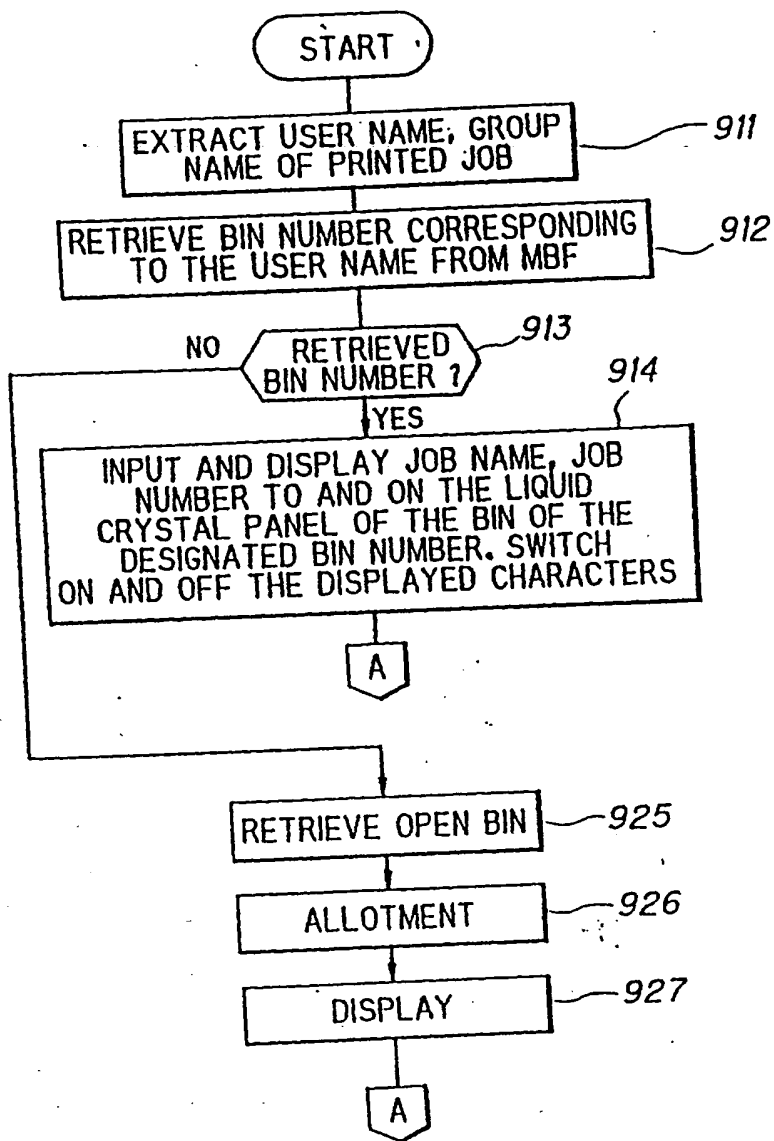 START
EXTRACT USER NAME, GROUP
NAME OF PRINTED JOB
911
RETRIEVE BIN NUMBER CORRESPONDING
TO THE USER NAME FROM MBF
912
NO
RETRIEVED
BIN NUMBER ?
913
YES
914
INPUT AND DISPLAY JOB NAME, JOB
NUMBER TO AND ON THE LIQUID
CRYSTAL PANEL OF THE BIN OF THE
DESIGNATED BIN NUMBER. SWITCH
ON AND OFF THE DISPLAYED CHARACTERS
A
RETRIEVE OPEN BIN
925
ALLOTMENT
926
DISPLAY
927
A